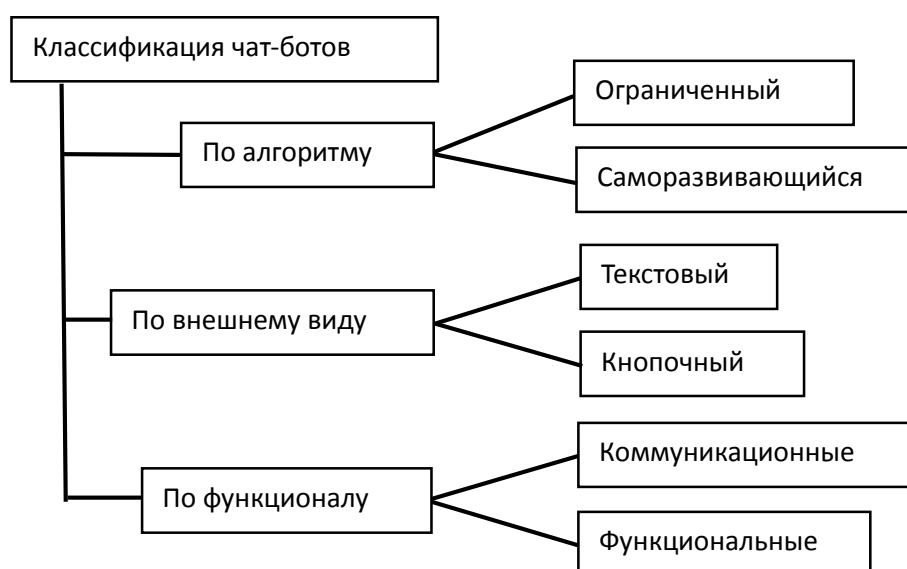 Классификация чат-ботов
По алгоритму
Ограниченный
Саморазвивающийся
По внешнему виду
Текстовый
Кнопочный
По функционалу
Коммуникационные
Функциональные